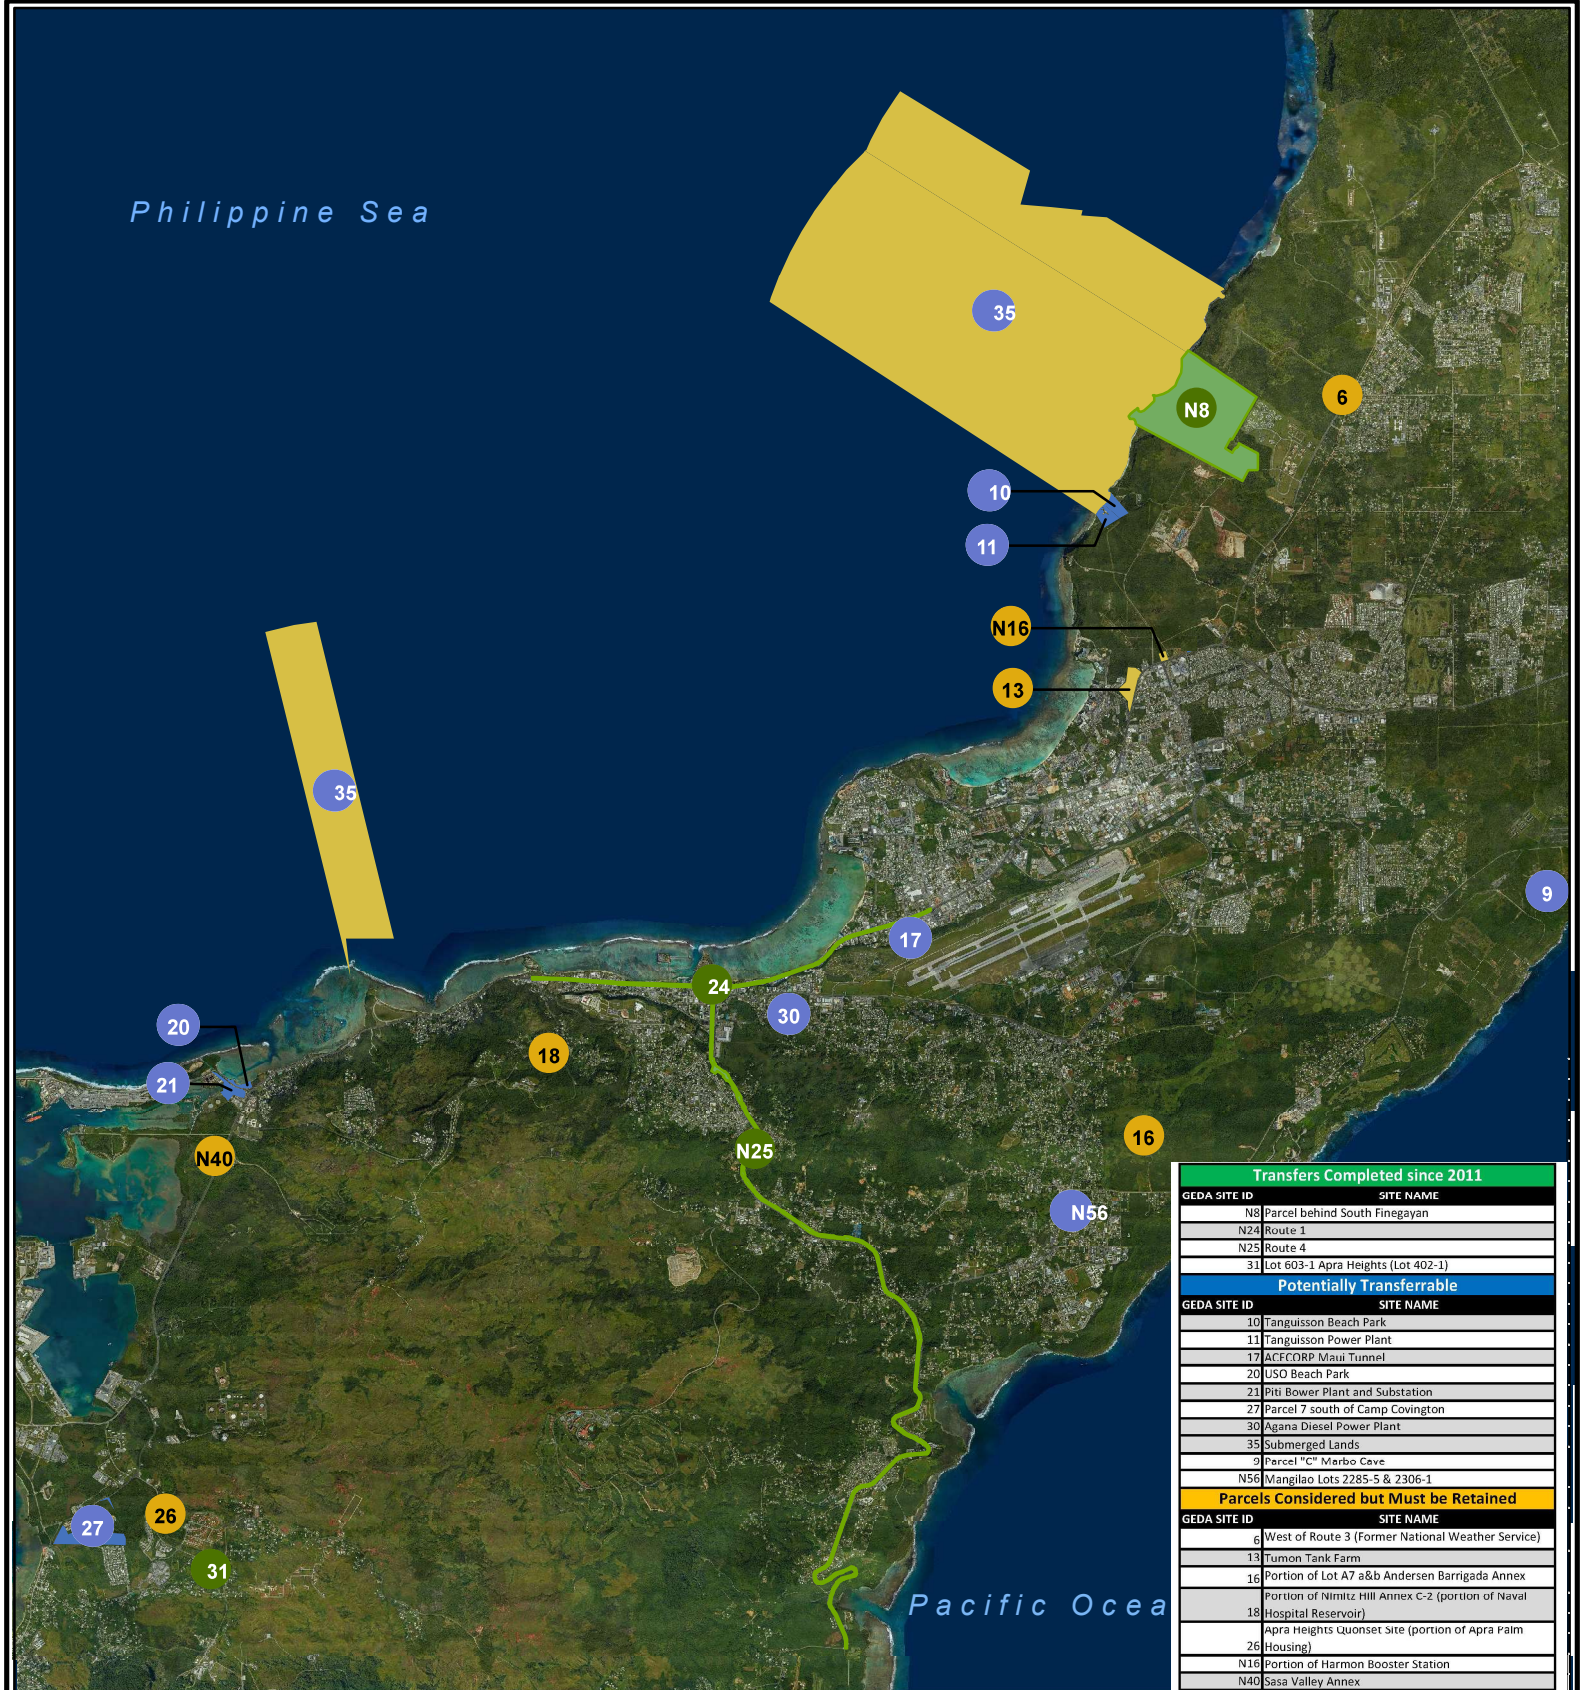 Philippine Sea
35
N8
6
10
11
N16
13
35
9
17
24
30
20
18
21
16
N25
N40
N56
Transfers Completed since 2011
GEDA SITE ID SITE NAME
N8 Parcel behind South Finegayan
N24 Route 1
N25 Route 4
31 Lot 603-1 Apra Heights (Lot 402-1)
Potentially Transferrable
GEDA SITE ID SITE NAME
10 Tanguisson Beach Park
11 Tanguisson Power Plant
17 ACECORP Maui Tunnel
20 USO Beach Park
21 Piti Bower Plant and Substation
27 Parcel 7 south of Camp Covington
30 Agana Diesel Power Plant
35 Submerged Lands
9 Parcel "C" Marbo Cave
N56 Mangilao Lots 2285-5 & 2306-1
Parcels Considered but Must be Retained
GEDA SITE ID SITE NAME
6 West of Route 3 (Former National Weather Service)
13 Tumon Tank Farm
16 Portion of Lot A7 a&b Andersen Barrigada Annex
Portion of Nimitz Hill Annex C-2 (portion of Naval
18 Hospital Reservoir)
Apra Heights Quonset Site (portion of Apra Palm
26 Housing)
N16 Portion of Harmon Booster Station
N40 Sasa Valley Annex
26
27
31
Pacific Ocea